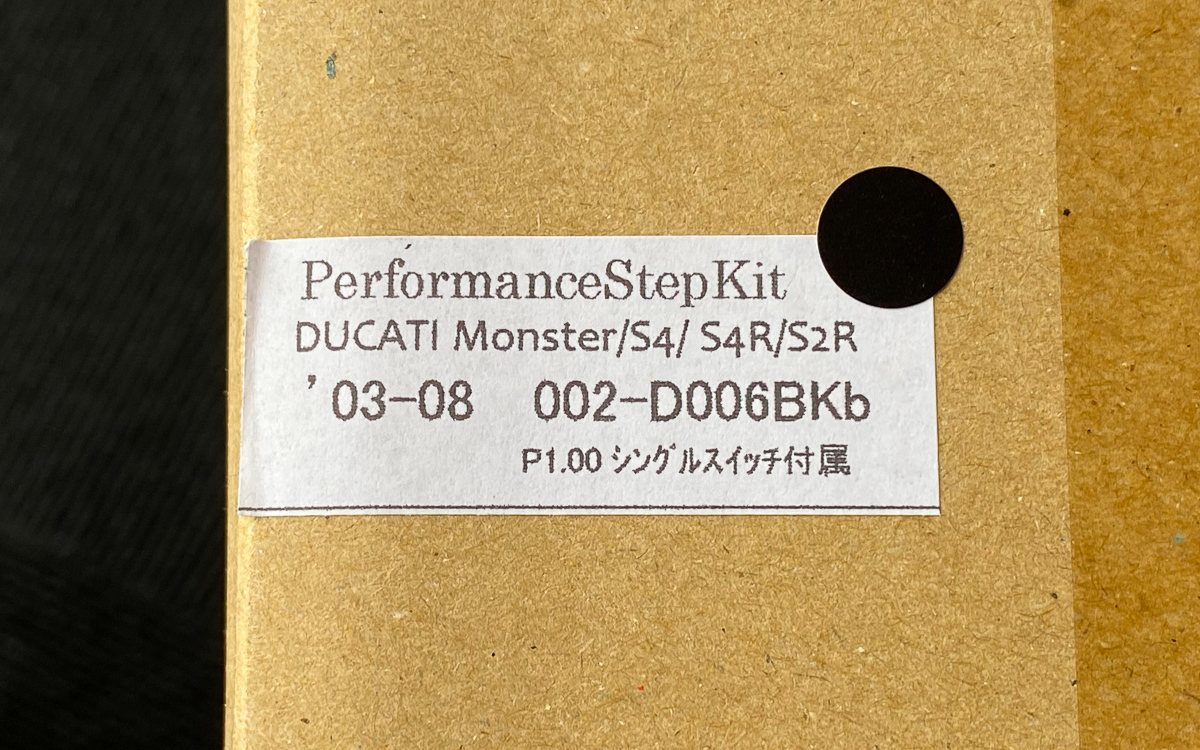 PerformanceStepKit
DUCATI Monster/S4/ S4R/S2R
’03-08 002-D006BKb
P1.00 シングルスイッチ付属